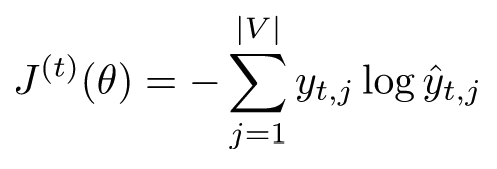 J^{(t)}(\theta) = -\sum_{j=1}^{|V|} y_{t,j} \log \hat{y}_{t,j}